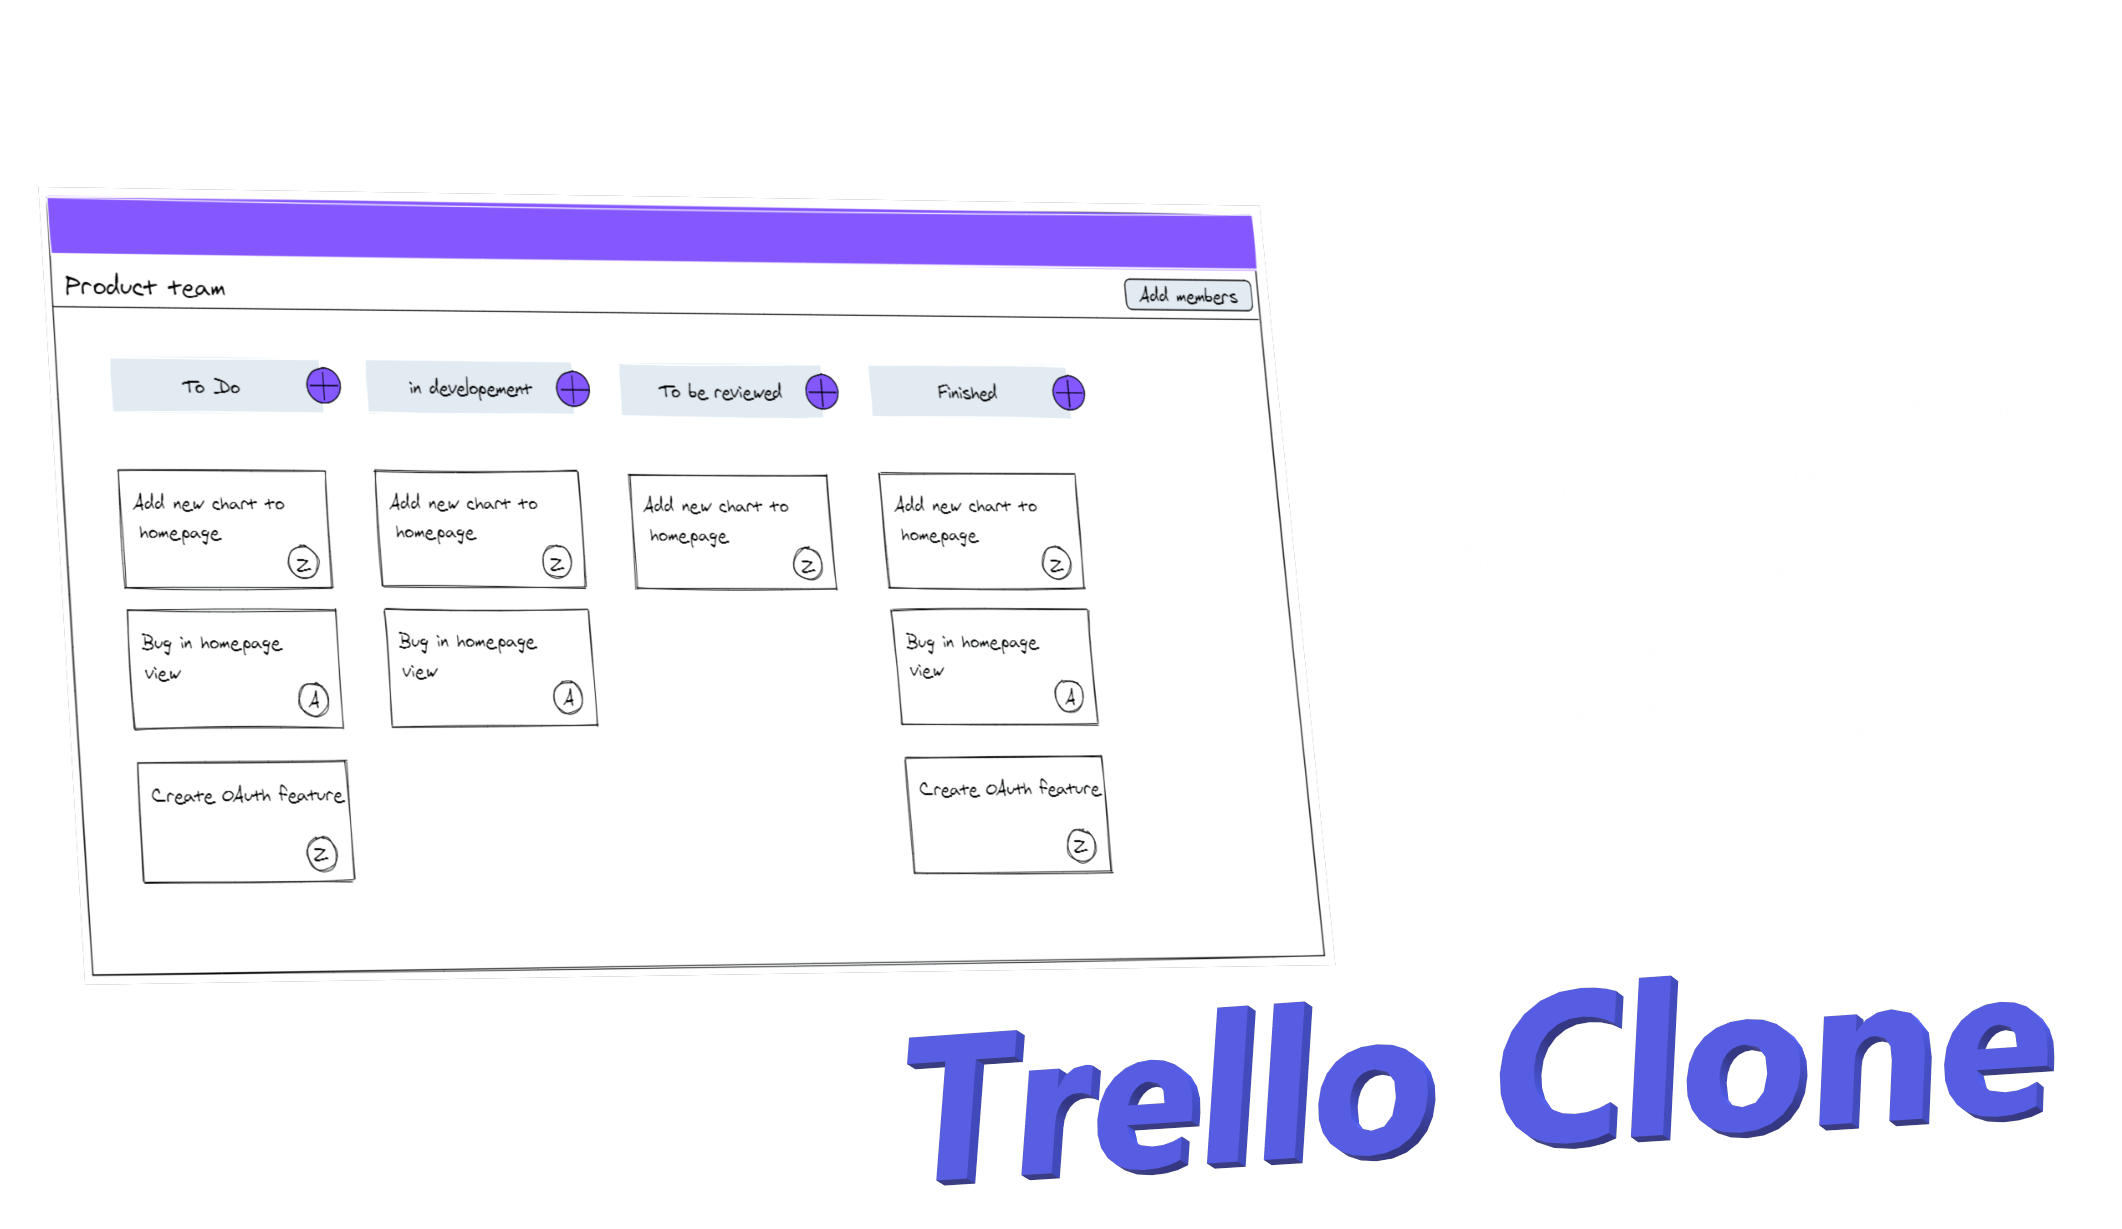 Product team
Add members
To Do
in developement
To be reviewed
Finished
Add new chart to
homepage
Z
Bug in homepage
view
A
Create OAuth feature
Z
Add new chart to
homepage
Z
Bug in homepage
view
A
Add new chart to
homepage
Z
Add new chart to
homepage
Z
Bug in homepage
view
A
Create OAuth feature
Z
Trello Clone